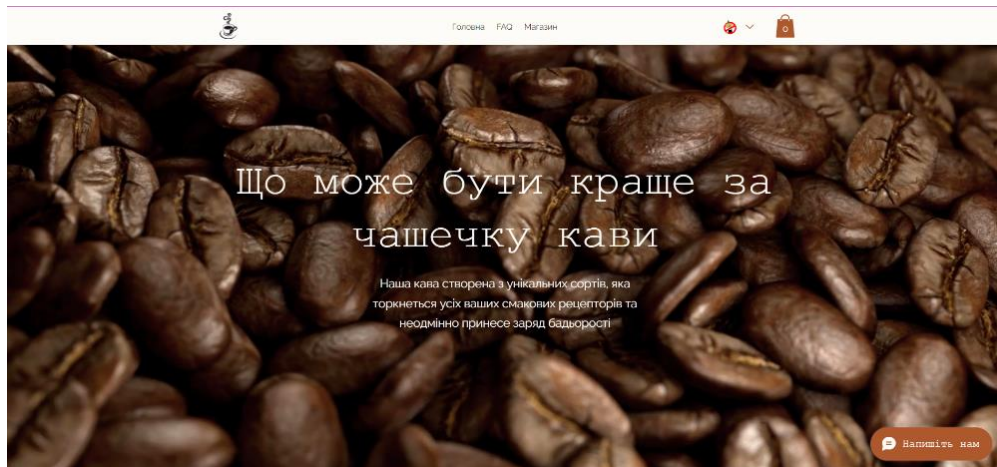 Головна FAQ Магазин
0
Що може бути краще за
чашечку кави
Наша кава створена з унікальних сортів, яка
торкнеться усіх ваших смакових рецепторів та
неодмінно принесе заряд бадьорості
Напишіть нам